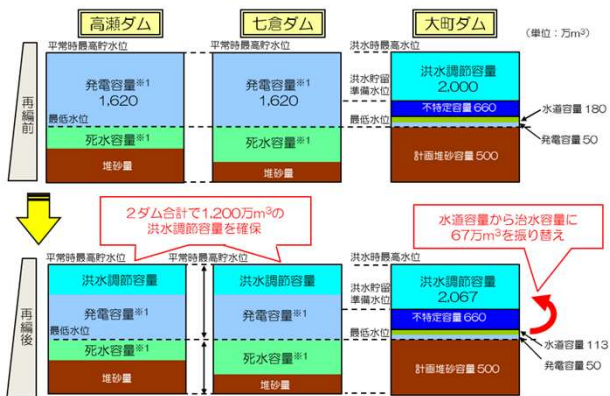 高瀬ダム
七倉ダム
大町ダム
(単位：万m³)
平常時最高貯水位
平常時最高貯水位
洪水時最高水位
再編前
発電容量※1
1,620
最低水位
死水容量※1
堆砂量
発電容量※1
1,620
死水容量※1
堆砂量
洪水貯留
準備水位
最低水位
洪水調節容量
2,000
不特定容量 660
計画堆砂容量 500
水道容量 180
発電容量 50
2ダム合計で1,200万m³の
洪水調節容量を確保
水道容量から治水容量に
67万m³を振り替え
平常時最高貯水位
平常時最高貯水位
洪水時最高水位
再編後
洪水調節容量
発電容量※1
最低水位
死水容量※1
堆砂量
洪水調節容量
発電容量※1
死水容量※1
堆砂量
洪水貯留
準備水位
最低水位
洪水調節容量
2,067
不特定容量 660
計画堆砂容量 500
水道容量 113
発電容量 50